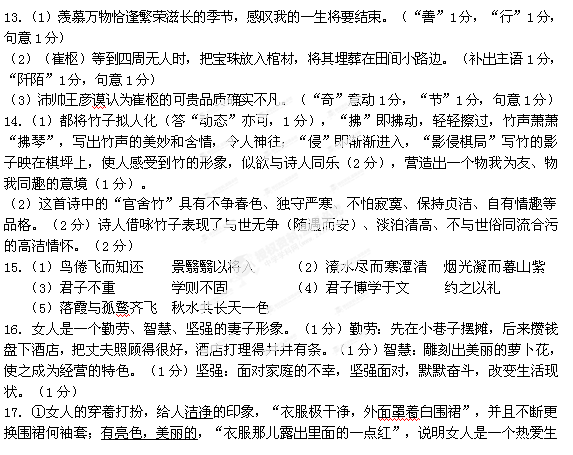 13.（1）羡慕万物恰逢繁荣滋长的季节，感叹我的一生将要结束。（“善”1分，“行”1分，
句意1分）
（2）（崔枢）等到四周无人时，把宝珠放入棺材，将其埋葬在田间小路边。（补出主语1分，
“阡陌”1分，句意1分）
（3）沛帅王彦谟认为崔枢的可贵品质确实不凡。（“奇”意动1分，“节”1分，句意1分）
14.（1）都将竹子拟人化（答“动态”亦可，1分），“拂”即拂动，轻轻擦过，竹声萧萧
“拂琴”，写出竹声的美妙和含情，令人神往，“侵”即渐渐进入，“影侵棋局”写竹的影
子映在棋坪上，使人感受到竹的形象，似欲与诗人同乐（2分），营造出一个物我为友、物
我同趣的意境（1分）。
（2）这首诗中的“官舍竹”具有不争春色、独守严寒、不怕寂寞、保持贞洁、自有情趣等
品格。（2分）诗人借咏竹子表现了与世无争（随遇而安）、淡泊清高、不与世俗同流合污
的高洁情怀。（2分）
15.（1）鸟倦飞而知还 景翳翳以将入 （2）潦水尽而寒潭清 烟光凝而暮山紫
（3）君子不重 学则不固 （4）君子博学于文 约之以礼
（5）落霞与孤鹜齐飞 秋水共长天一色
16. 女人是一个勤劳、智慧、坚强的妻子形象。（1分）勤劳：先在小巷子摆摊，后来攒钱
盘下酒店，把丈夫照顾得很好，酒店打理得井井有条。（1分）智慧：雕刻出美丽的萝卜花，
使之成为经营的特色。（1分）坚强：面对家庭的不幸，坚强面对，默默奋斗，改变生活现
状。（1分）
17. ①女人的穿着打扮，给人洁净的印象，“衣服极干净，外面罩着白围裙”，并且不断更
换围裙何袖套；有亮色，美丽的，“衣服那儿露出里面的一点红”，说明女人是一个热爱生